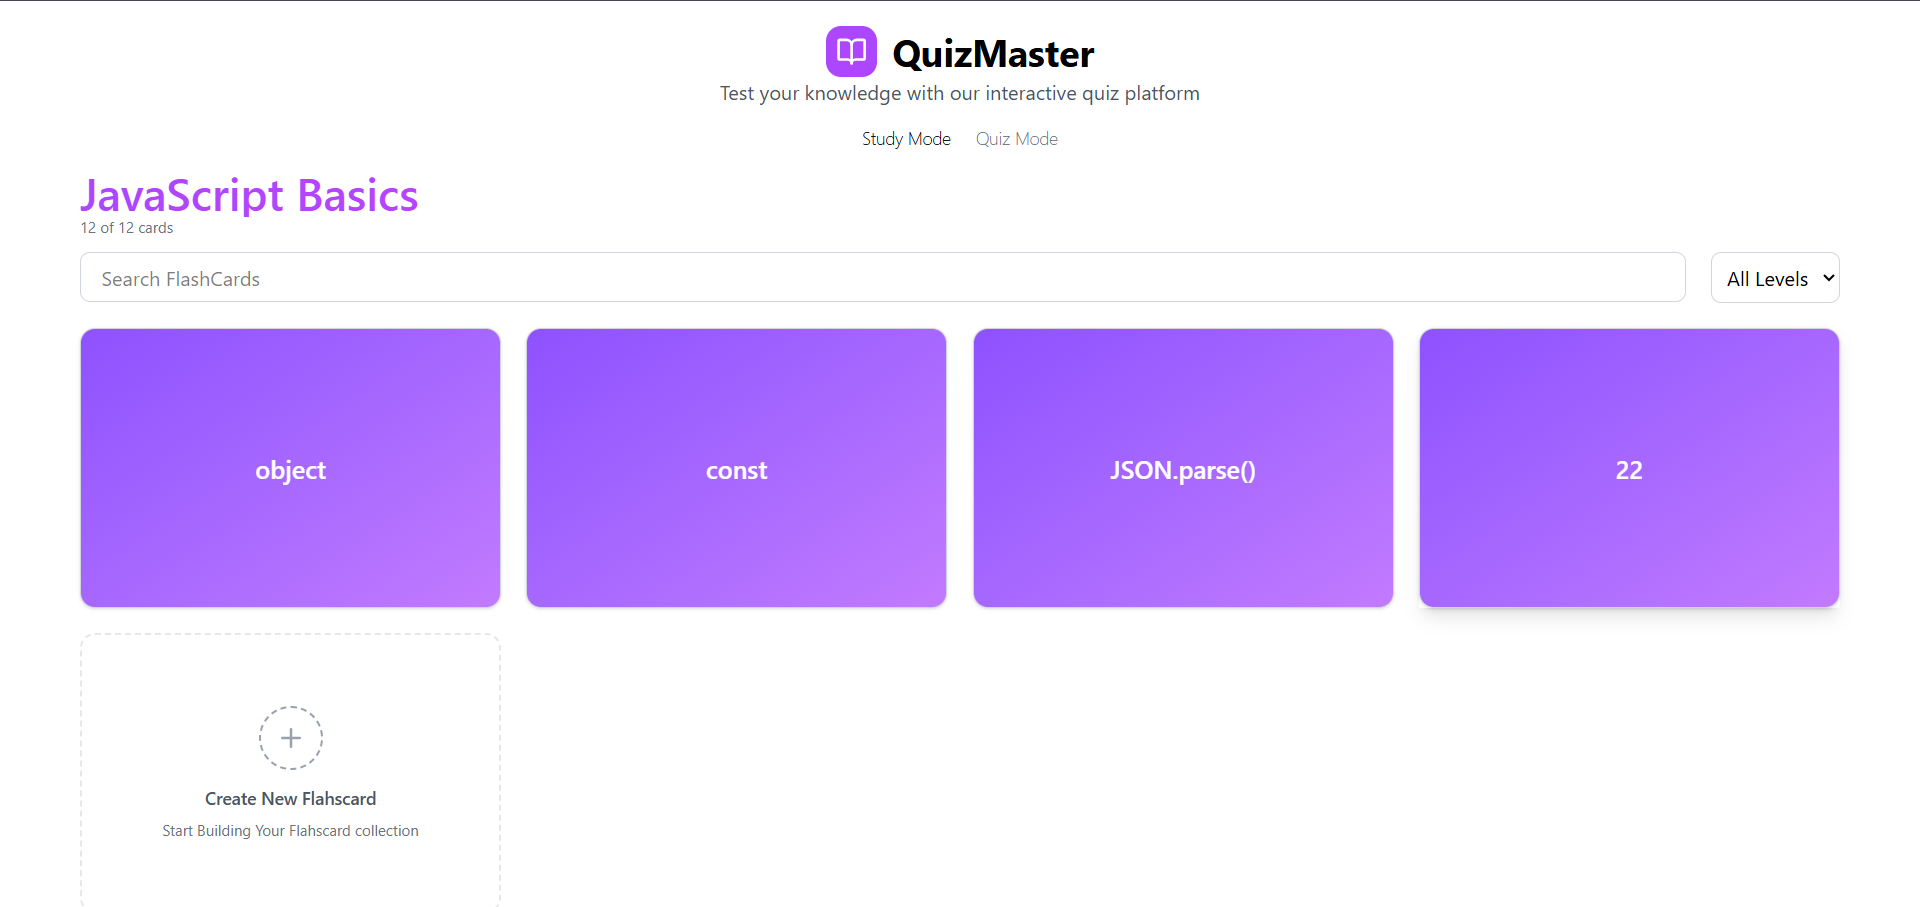 QuizMaster
Test your knowledge with our interactive quiz platform
Study Mode Quiz Mode
JavaScript Basics
12 of 12 cards
Search FlashCards
All Levels
object
const
JSON.parse()
22
Create New Flahscard
Start Building Your Flahscard collection